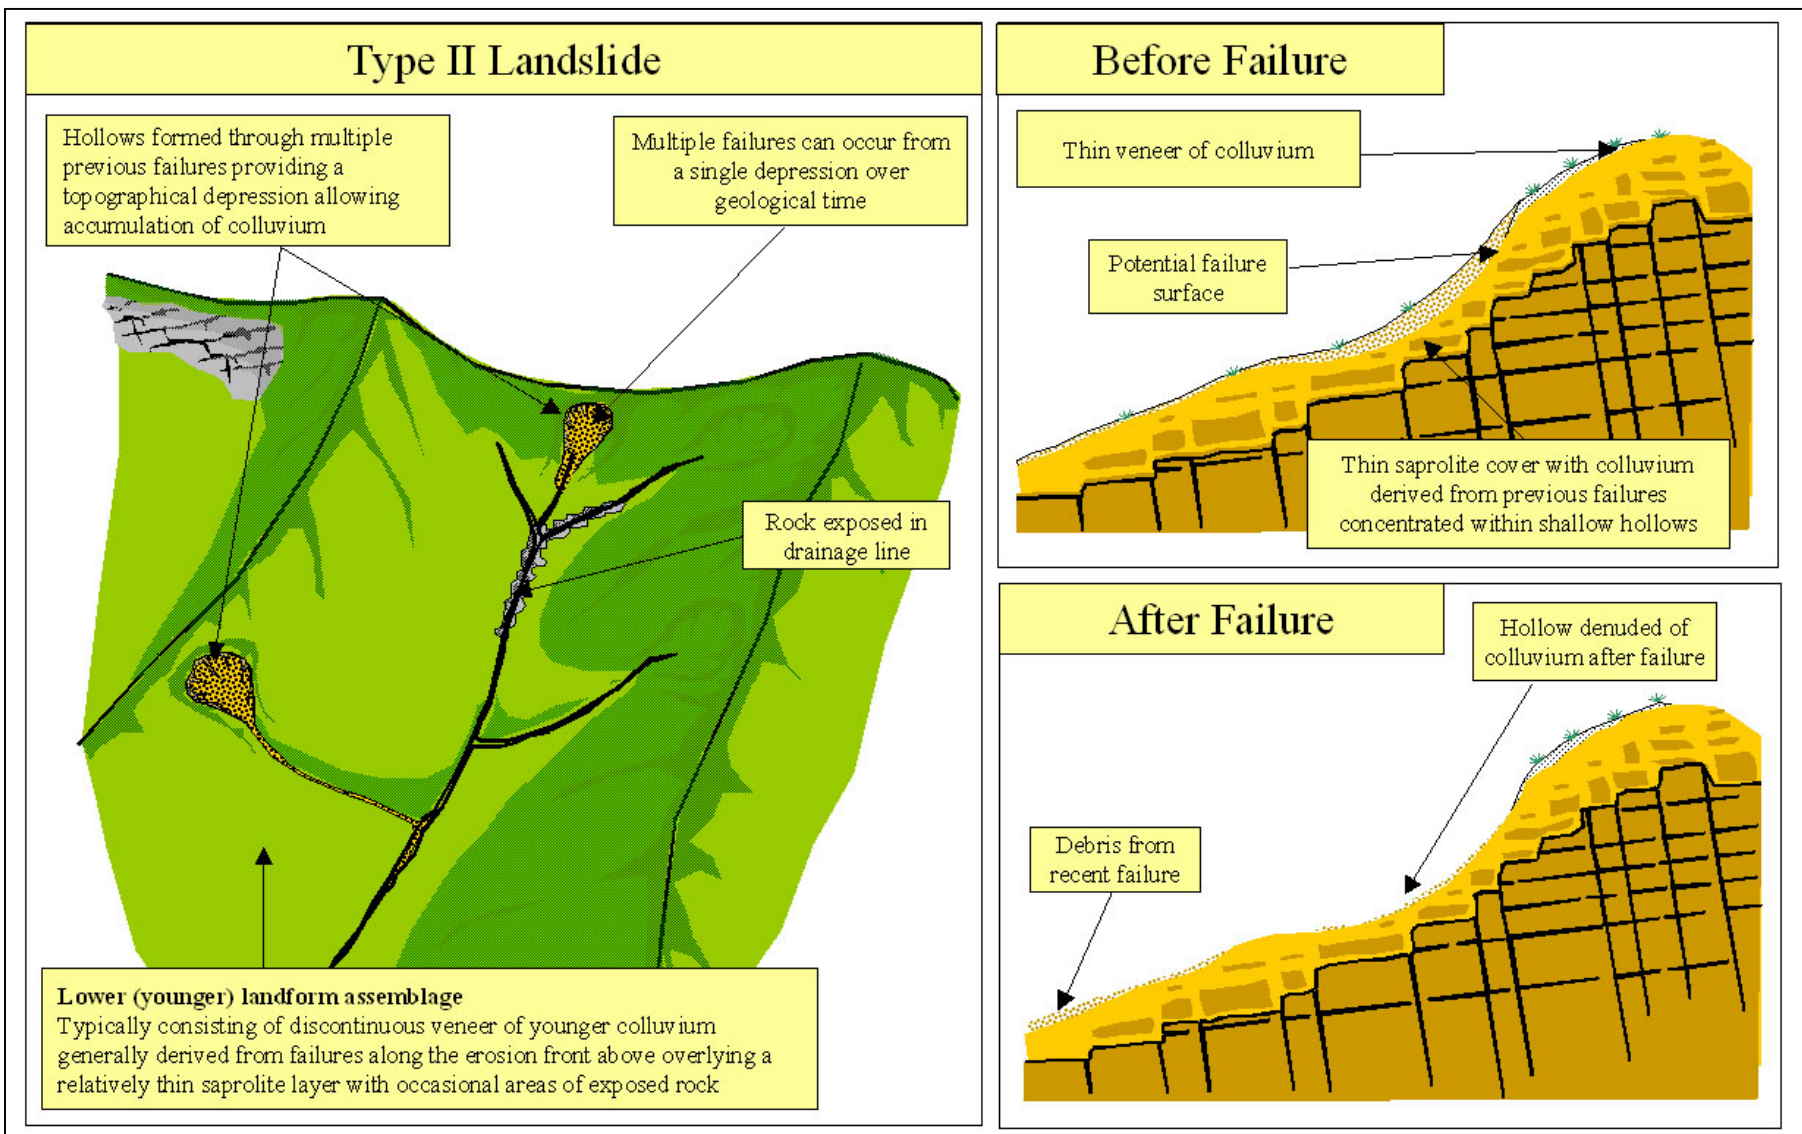 Type II Landslide
Hollows formed through multiple
previous failures providing a
topographical depression allowing
accumulation of colluvium
Multiple failures can occur from
a single depression over
geological time
Rock exposed in
drainage line
Lower (younger) landform assemblage
Typically consisting of discontinuous veneer of younger colluvium
generally derived from failures along the erosion front above overlying a
relatively thin saprolite layer with occasional areas of exposed rock
Before Failure
Thin veneer of colluvium
Potential failure
surface
Thin saprolite cover with colluvium
derived from previous failures
concentrated within shallow hollows
After Failure
Hollow denuded of
colluvium after failure
Debris from
recent failure